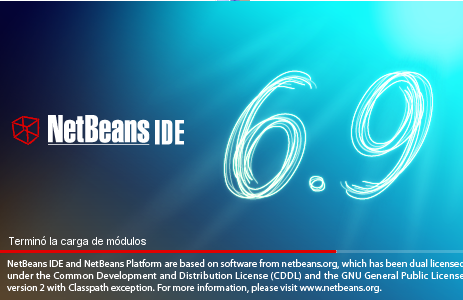 NetBeans IDE
6.9
Terminó la carga de módulos
NetBeans IDE and NetBeans Platform are based on software from netbeans.org, which has been dual licensed
under the Common Development and Distribution License (CDDL) and the GNU General Public License
version 2 with Classpath exception. For more information, please visit www.netbeans.org.